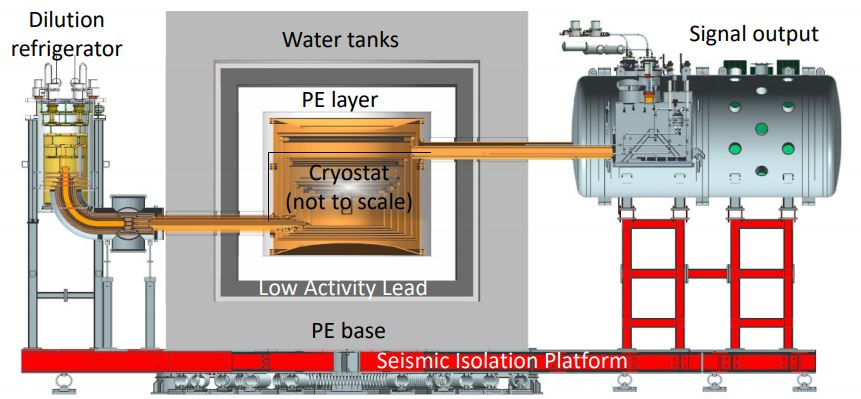 Dilution
refrigerator
Water tanks
Signal output
PE layer
Cryostat
(not to scale)
Low Activity Lead
PE base
Seismic Isolation Platform